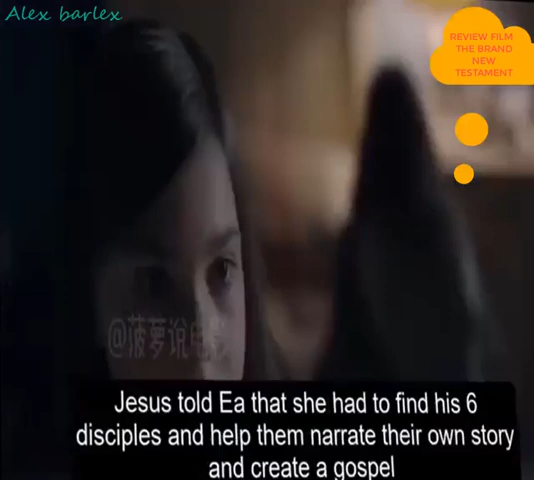 Alex barlex
REVIEW FILM
THE BRAND
NEW
TESTAMENT
@菠萝说电影
Jesus told Ea that she had to find his 6
disciples and help them narrate their own story
and create a gospel